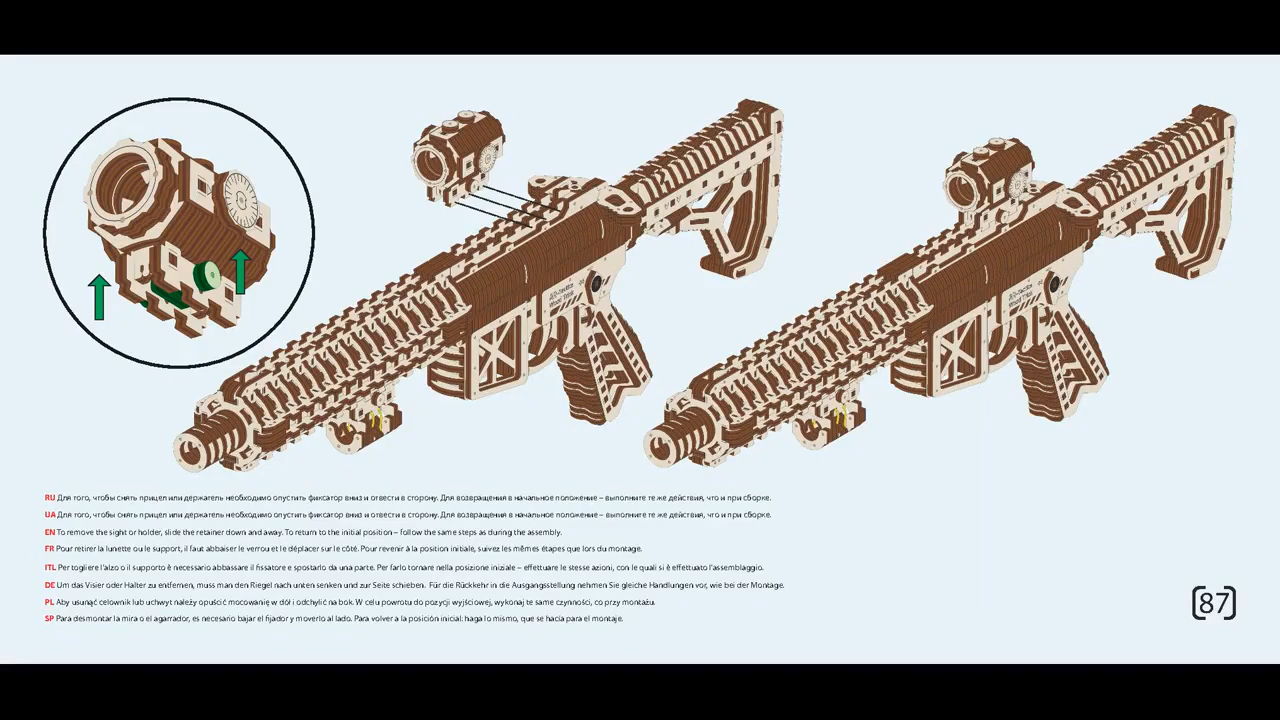 DD-Tactics
Wood Trick
DD-Tactics
Wood Trick
RU Для того, чтобы снять прицел или держатель необходимо опустить фиксатор вниз и отвести в сторону. Для возвращения в начальное положение – выполните те же действия, что и при сборке.
UA Для того, чтобы снять прицел или держатель необходимо опустить фиксатор вниз и отвести в сторону. Для возвращения в начальное положение – выполните те же действия, что и при сборке.
EN To remove the sight or holder, slide the retainer down and away. To return to the initial position – follow the same steps as during the assembly.
FR Pour retirer la lunette ou le support, il faut abbaiser le verrou et le déplacer sur le côté. Pour revenir à la position initiale, suivez les mêmes étapes que lors du montage.
ITL Per togliere l'alzo o il supporto è necessario abbassare il fissatore e spostarlo da una parte. Per farlo tornare nella posizione iniziale – effettuare le stesse azioni, con le quali si è effettuato l'assemblaggio.
DE Um das Visier oder Halter zu entfernen, muss man den Riegel nach unten senken und zur Seite schieben. Für die Rückkehr in die Ausgangsstellung nehmen Sie gleiche Handlungen vor, wie bei der Montage.
PL Aby usunąć celownik lub uchwyt należy opuścić mocowanię w dół i odchylić na bok. W celu powrotu do pozycji wyjściowej, wykonaj te same czynności, co przy montażu.
SP Para desmontar la mira o el agarrador, es necesario bajar el fijador y moverlo al lado. Para volver a la posición inicial: haga lo mismo, que se hacía para el montaje.
[87]